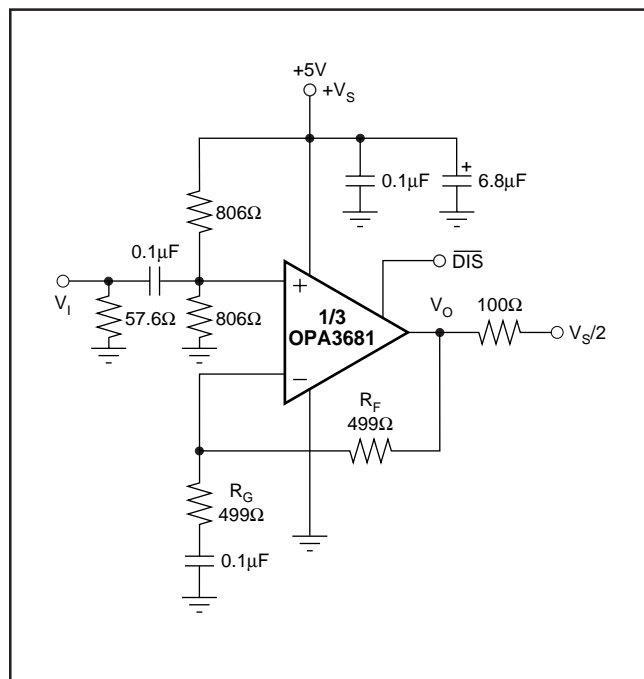 +5V
+V_S
0.1µF
+
6.8µF
806Ω
0.1µF
V_I
57.6Ω
806Ω
+
1/3
OPA3681
−
D̅I̅S̅
V_O
100Ω
V_S/2
R_F
499Ω
R_G
499Ω
0.1µF